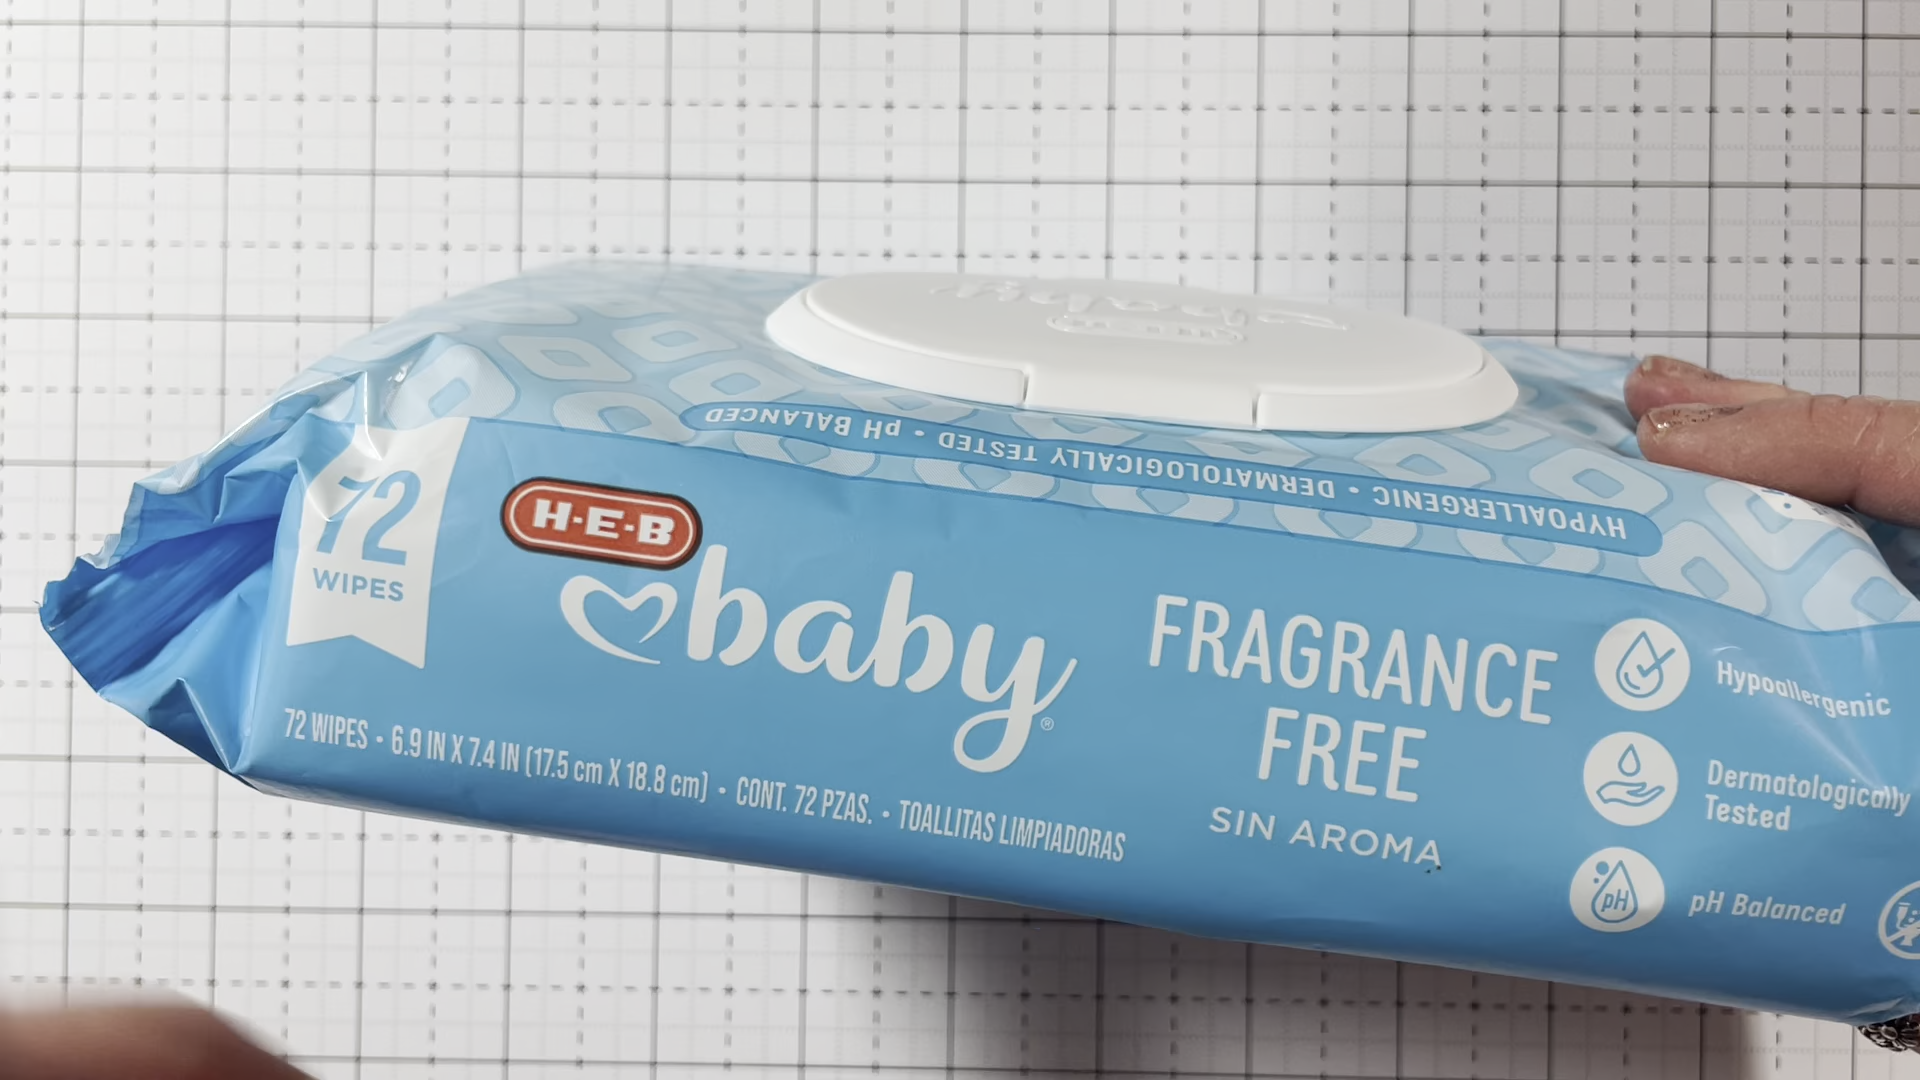 HYPOALLERGENIC • DERMATOLOGICALLY TESTED • pH BALANCED
72
WIPES
H-E-B
baby®
FRAGRANCE
FREE
SIN AROMA
72 WIPES • 6.9 IN X 7.4 IN (17.5 cm X 18.8 cm) • CONT. 72 PZAS. • TOALLITAS LIMPIADORAS
Hypoallergenic
Dermatologically
Tested
pH
pH Balanced